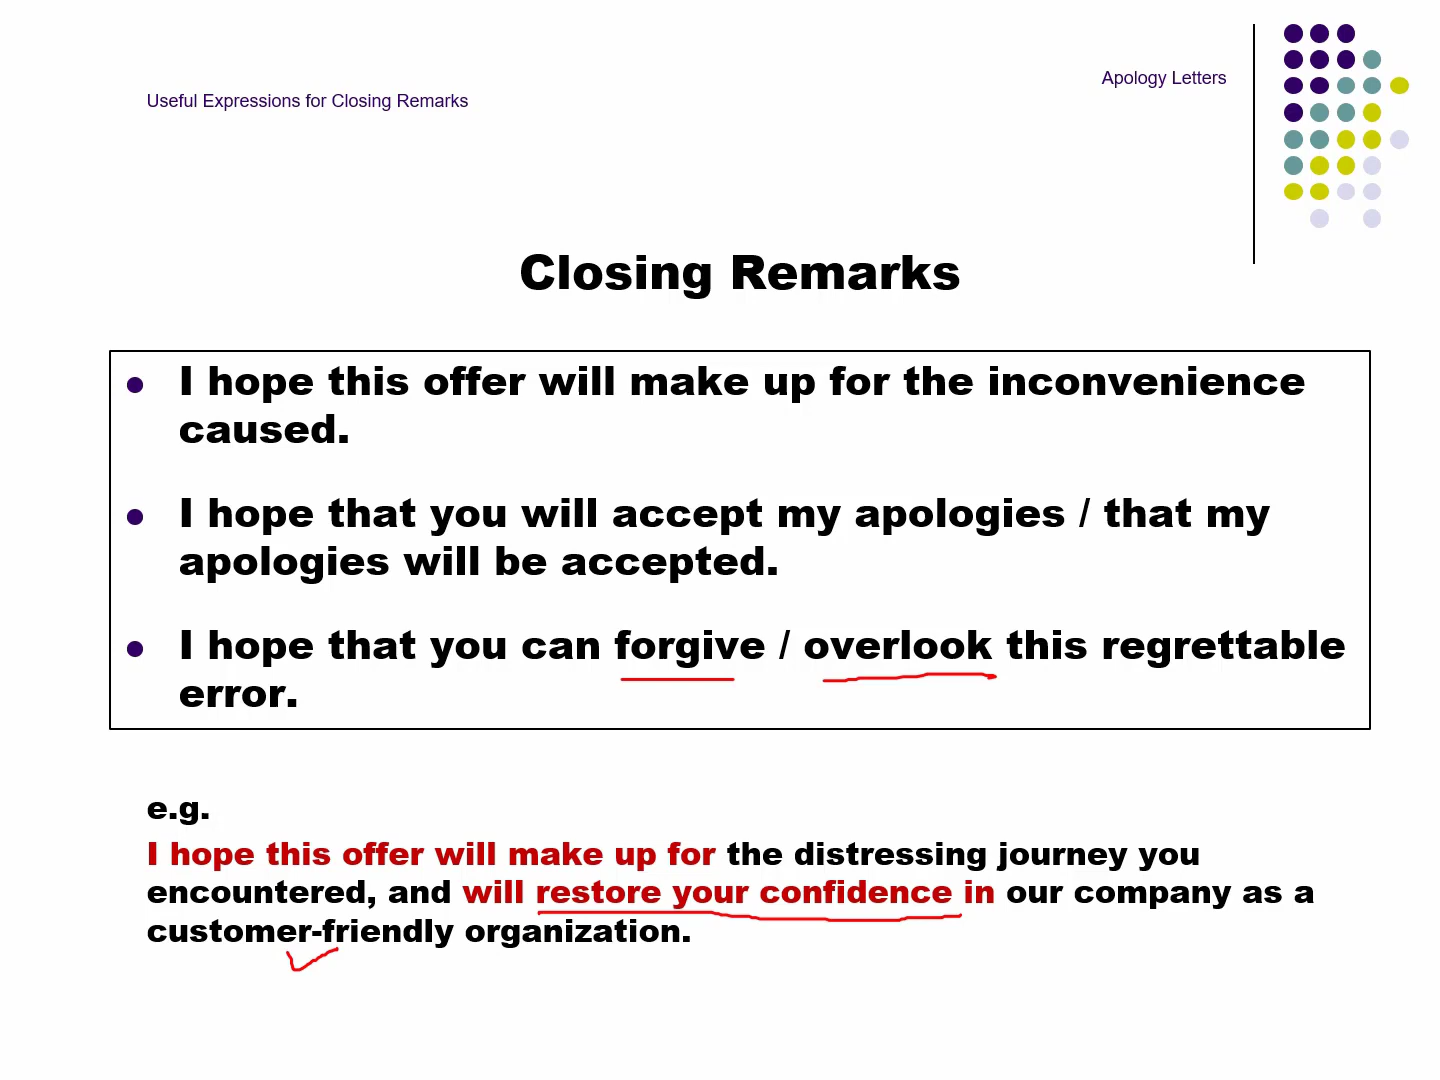 Apology Letters
Useful Expressions for Closing Remarks
Closing Remarks
I hope this offer will make up for the inconvenience
caused.
I hope that you will accept my apologies / that my
apologies will be accepted.
I hope that you can forgive / overlook this regrettable
error.
e.g.
I hope this offer will make up for the distressing journey you
encountered, and will restore your confidence in our company as a
customer-friendly organization.